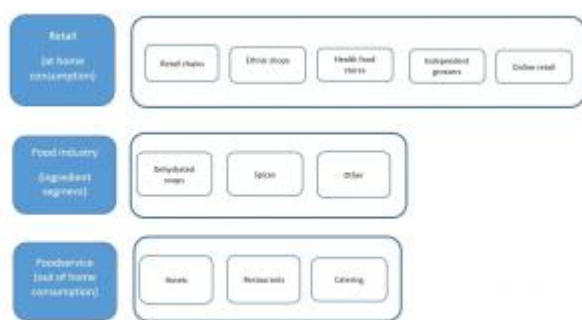 Retail
(at home
consumption)
Retail chains
Ethnic shops
Health food
stores
Independent
grocers
Online retail
Food industry
(ingredient
segment)
Dehydrated
soups
Spices
Other
Foodservice
(out of home
consumption)
Hotels
Restaurants
Catering